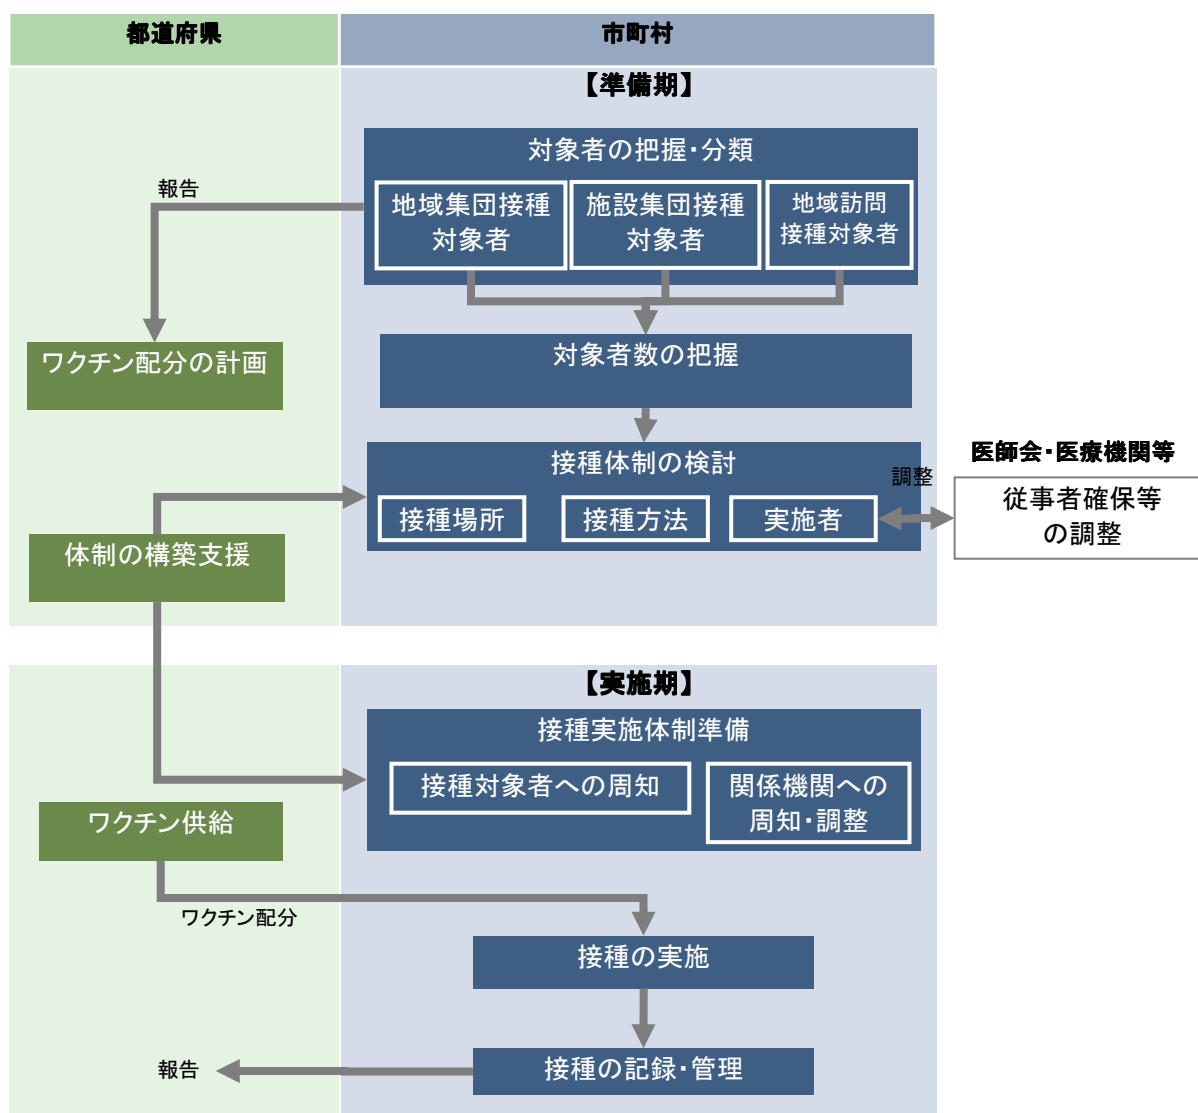 都道府県
市町村
【準備期】
対象者の把握・分類
報告
地域集団接種
対象者
施設集団接種
対象者
地域訪問
接種対象者
ワクチン配分の計画
対象者数の把握
接種体制の検討
接種場所
接種方法
実施者
調整
医師会・医療機関等
従事者確保等
の調整
体制の構築支援
【実施期】
接種実施体制準備
接種対象者への周知
関係機関への
周知・調整
ワクチン供給
ワクチン配分
接種の実施
接種の記録・管理
報告